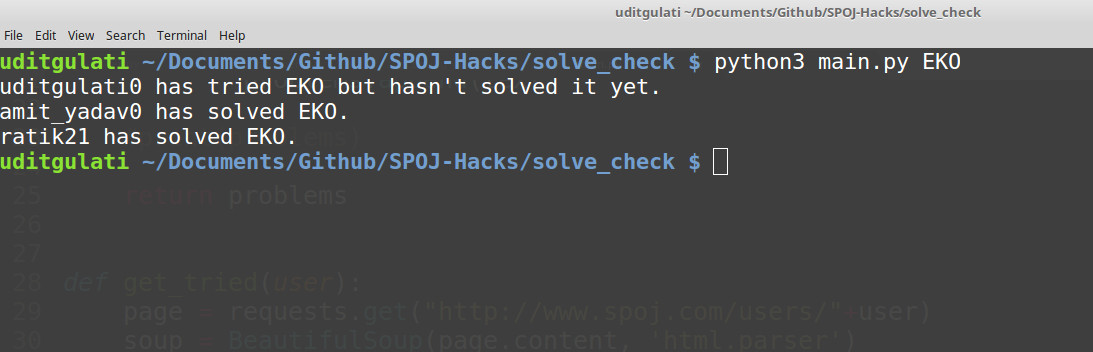 uditgulati ~/Documents/Github/SPOJ-Hacks/solve_check
File Edit View Search Terminal Help
uditgulati ~/Documents/Github/SPOJ-Hacks/solve_check $ python3 main.py EKO
uditgulati0 has tried EKO but hasn't solved it yet.
amit_yadav0 has solved EKO.
ratik21 has solved EKO.
uditgulati ~/Documents/Github/SPOJ-Hacks/solve_check $
25 return problems
26
27
28 def get_tried(user):
29 page = requests.get("http://www.spoj.com/users/"+user)
30 soup = BeautifulSoup(page.content, 'html.parser')